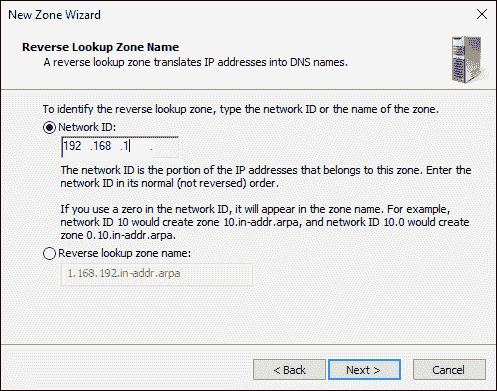 New Zone Wizard
Reverse Lookup Zone Name
A reverse lookup zone translates IP addresses into DNS names.
To identify the reverse lookup zone, type the network ID or the name of the zone.
Network ID:
192 .168 .1 .
The network ID is the portion of the IP addresses that belongs to this zone. Enter the
network ID in its normal (not reversed) order.
If you use a zero in the network ID, it will appear in the zone name. For example,
network ID 10 would create zone 10.in-addr.arpa, and network ID 10.0 would create
zone 0.10.in-addr.arpa.
Reverse lookup zone name:
1.168.192.in-addr.arpa
< Back Next > Cancel